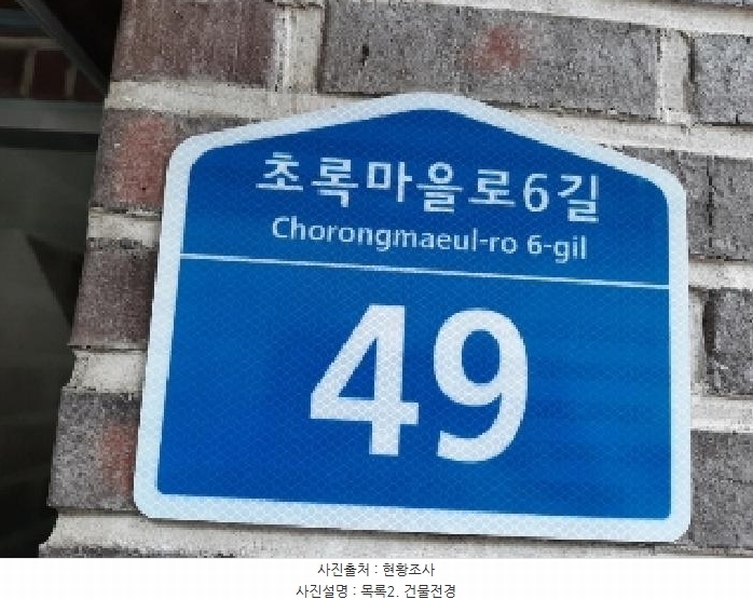 초록마을로6길
Chorongmaeul-ro 6-gil
49
사진출처 : 현황조사
사진설명 : 목록2. 건물전경